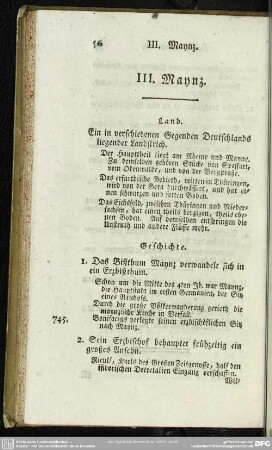 56 III. Maynz.
III. Maynz.
Land.
Ein in verschiedenen Gegenden Deutschlands
liegender Landstrich.
Der Haupttheil liegt am Rheine und Mayne.
Zu demselben gehören Stücke von Spessart,
vom Odenwalde, und von der Bergstraße.
Das erfurthische Gebieth, mitten in Thüringen,
wird von der Gera durchwässert, und hat ei-
nen schwarzen und fetten Boden.
Das Eichsfeld, zwischen Thüringen und Nieder-
sachsen, hat einen theils bergigen, theils ebe-
nen Boden. Auf demselben entspringen die
Unstrut, und andere Flüsse mehr.
Geschichte.
1. Das Bisthum Maynz verwandelt sich in
ein Erzbisthum.
Schon um die Mitte des 4ten Jh. war Maynz,
die Hauptstadt im ersten Germanien, der Sitz
eines Bischofs.
Durch die große Völkerwanderung gerieth die
maynzische Kirche in Verfall.
745. Bonifacius verlegte seinen erzbischöflichen Sitz
nach Maynz.
2. Sein Erzbischof behauptet frühzeitig ein
großes Ansehn.
Riculf, Karls des Großen Zeitgenosse, half den
isidorischen Decretalien Eingang verschaffen.
Wil-